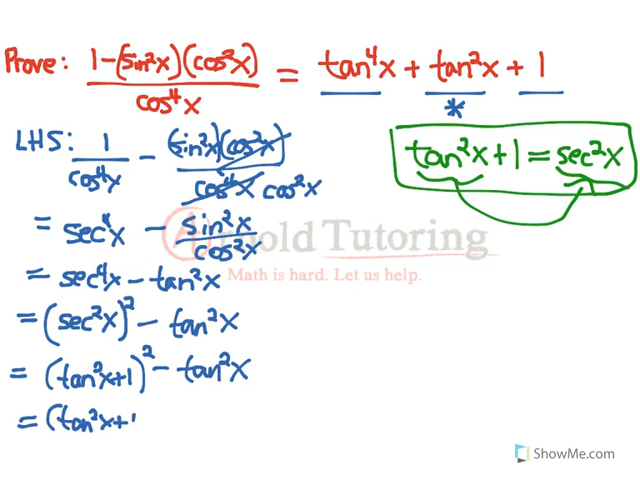 Prove: (1-(sin²x)(cos²x))/(cos⁴x) = tan⁴x + tan²x + 1
*
tan²x + 1 = sec²x
LHS: 1/(cos⁴x) - ((sin²x)(cos²x))/(cos⁴x cos²x)
= sec⁴x - (sin²x)/(cos²x)
= sec⁴x - tan²x
= (sec²x)² - tan²x
= (tan²x+1)² - tan²x
= (tan²x+1
Arnold Tutoring
Math is hard. Let us help.
ShowMe.com